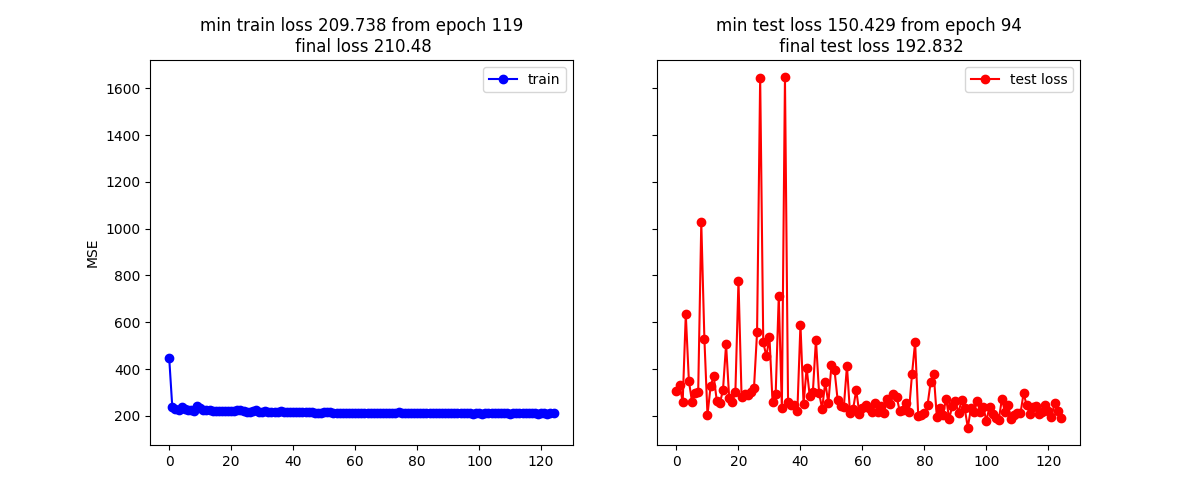 min train loss 209.738 from epoch 119
final loss 210.48
MSE
1600
1400
1200
1000
800
600
400
200
0 20 40 60 80 100 120
train
min test loss 150.429 from epoch 94
final test loss 192.832
0 20 40 60 80 100 120
test loss